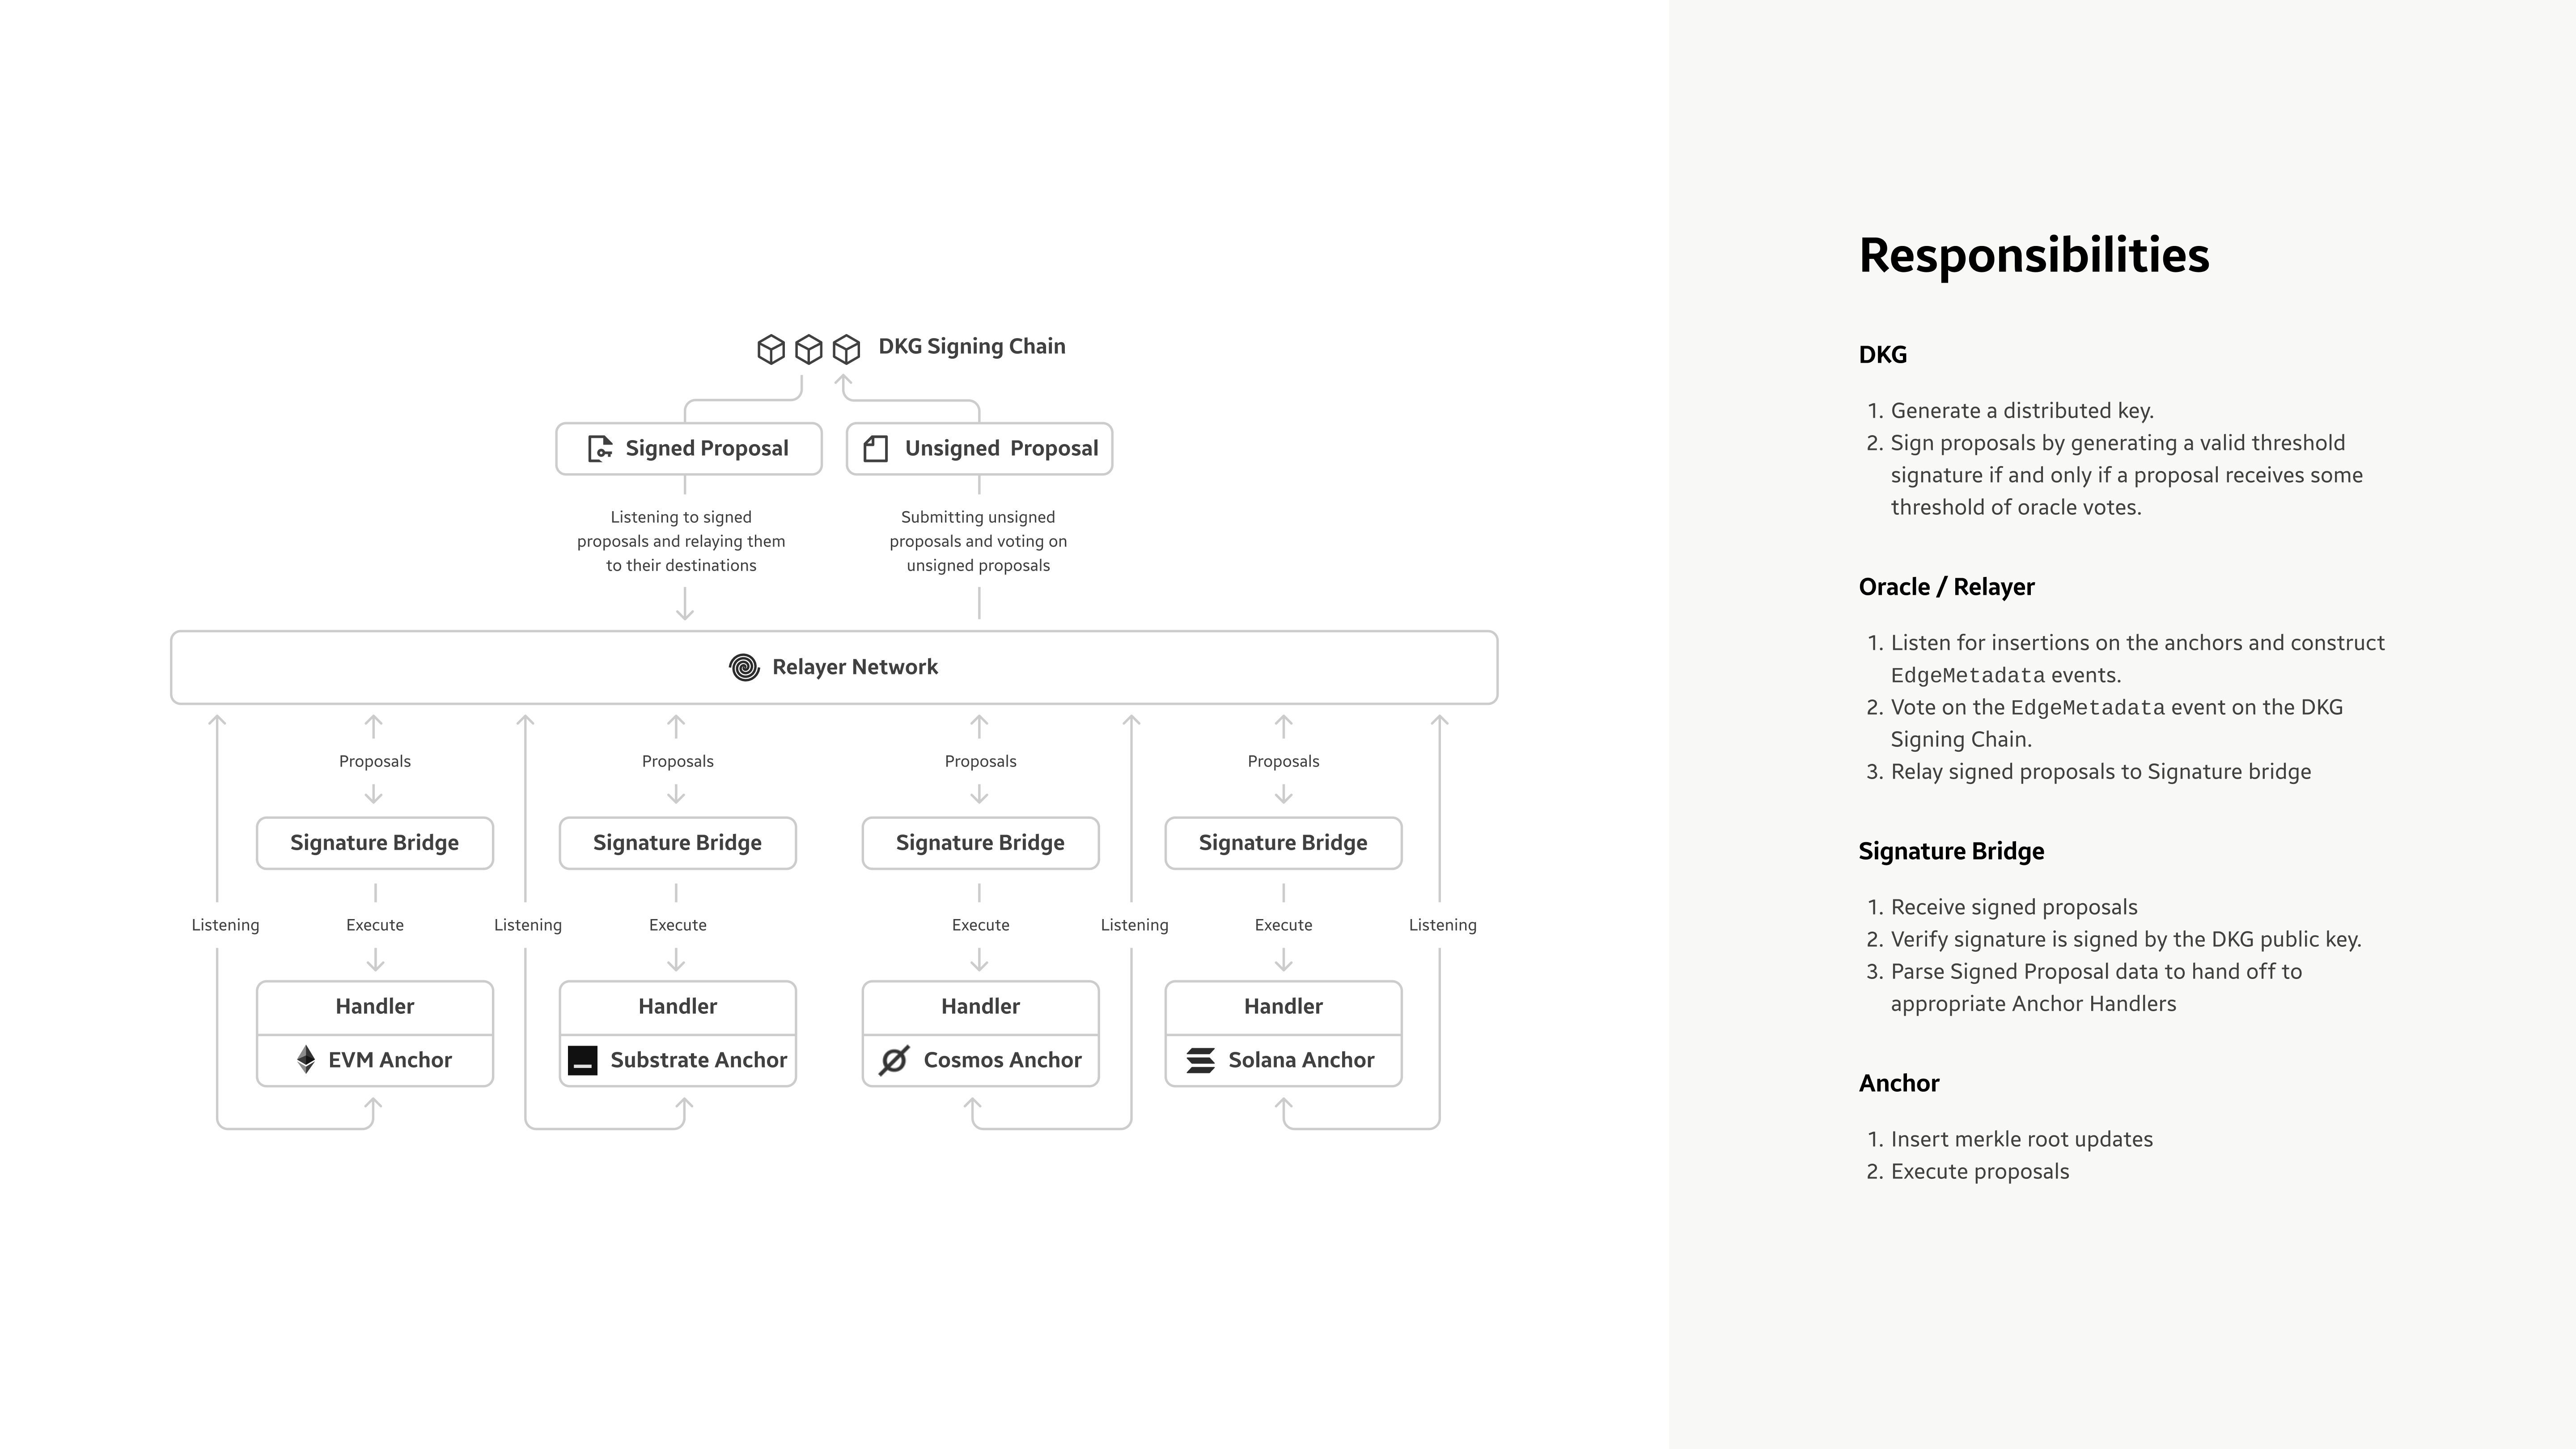 DKG Signing Chain
Signed Proposal
Unsigned Proposal
Listening to signed
proposals and relaying them
to their destinations
Submitting unsigned
proposals and voting on
unsigned proposals
Relayer Network
Proposals
Proposals
Proposals
Proposals
Signature Bridge
Signature Bridge
Signature Bridge
Signature Bridge
Listening
Execute
Listening
Execute
Execute
Listening
Execute
Listening
Handler
Handler
Handler
Handler
EVM Anchor
Substrate Anchor
Cosmos Anchor
Solana Anchor
Responsibilities
DKG
1. Generate a distributed key.
2. Sign proposals by generating a valid threshold
signature if and only if a proposal receives some
threshold of oracle votes.
Oracle / Relayer
1. Listen for insertions on the anchors and construct
EdgeMetadata events.
2. Vote on the EdgeMetadata event on the DKG
Signing Chain.
3. Relay signed proposals to Signature bridge
Signature Bridge
1. Receive signed proposals
2. Verify signature is signed by the DKG public key.
3. Parse Signed Proposal data to hand off to
appropriate Anchor Handlers
Anchor
1. Insert merkle root updates
2. Execute proposals